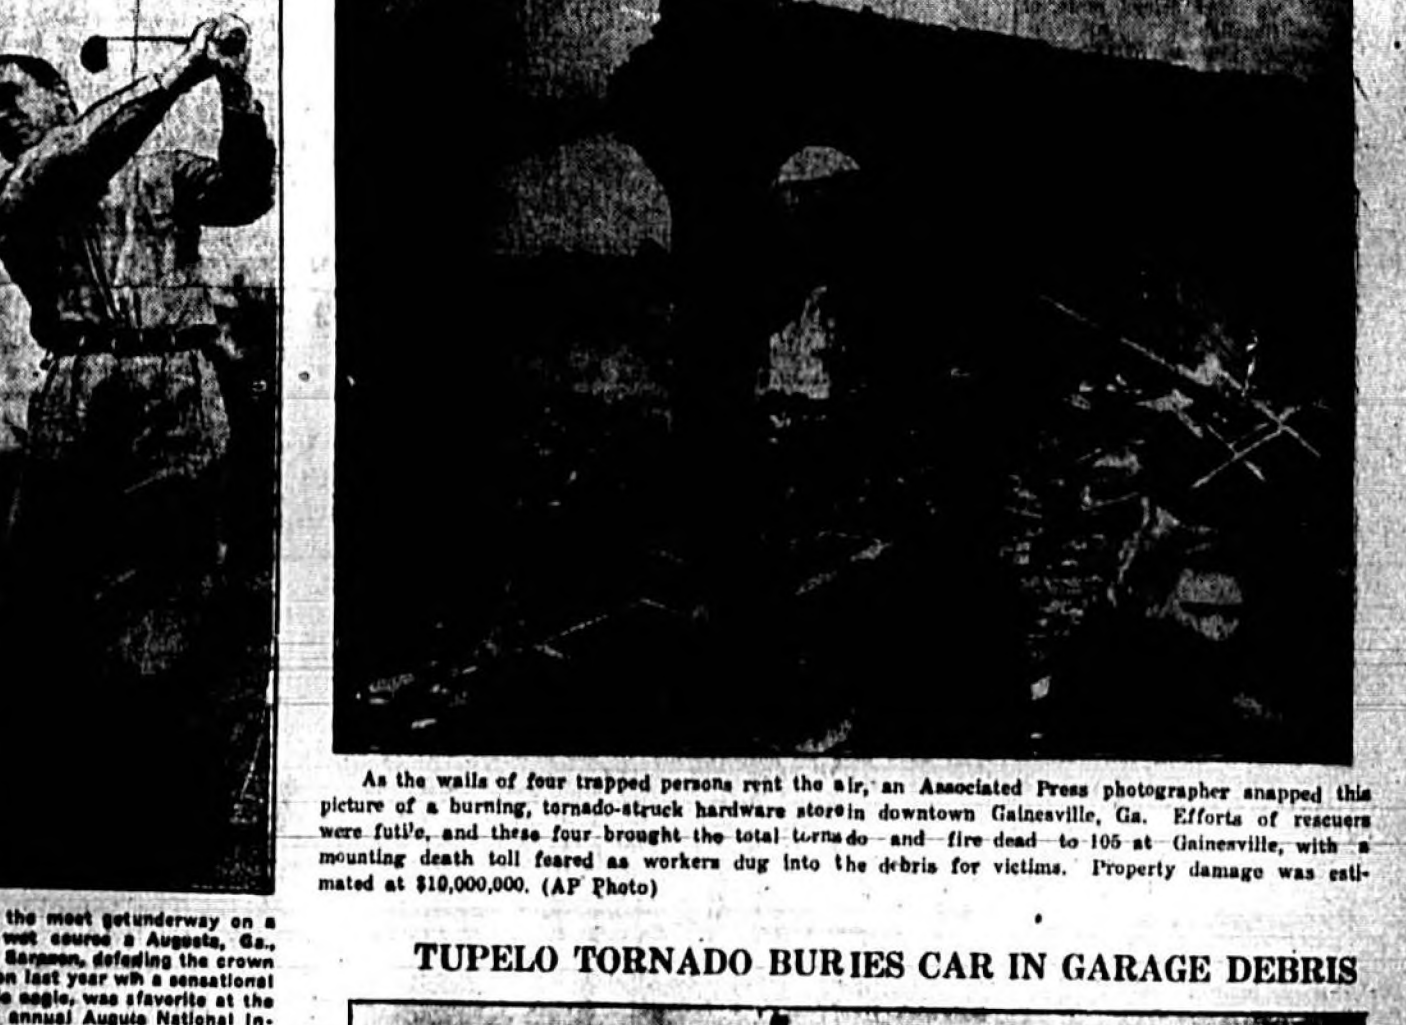 As the wails of four trapped persons rent the air, an Associated Press photographer snapped this
picture of a burning, tornado-struck hardware storein downtown Gainesville, Ga. Efforts of rescuers
were futile, and these four brought the total tornado and fire dead to 105 at Gainesville, with a
mounting death toll feared as workers dug into the debris for victims. Property damage was esti-
mated at $10,000,000. (AP Photo)
the meet getunderway on a
wet course a Augusta, Ga.,
Sarazen, defeding the crown
on last year wih a sensational
eagle, was afavorite at the
annual Auguta National In-
TUPELO TORNADO BURIES CAR IN GARAGE DEBRIS